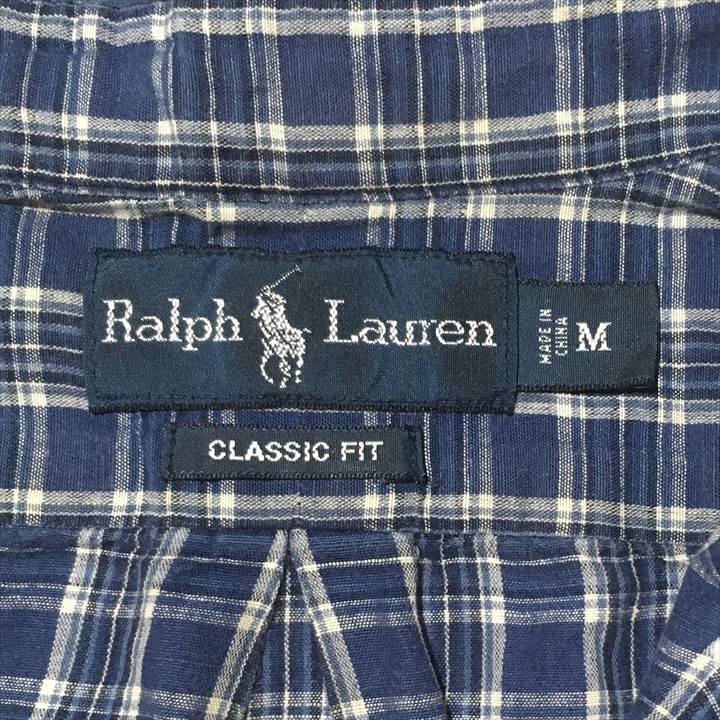 Ralph Lauren
MADE IN
CHINA
M
CLASSIC FIT